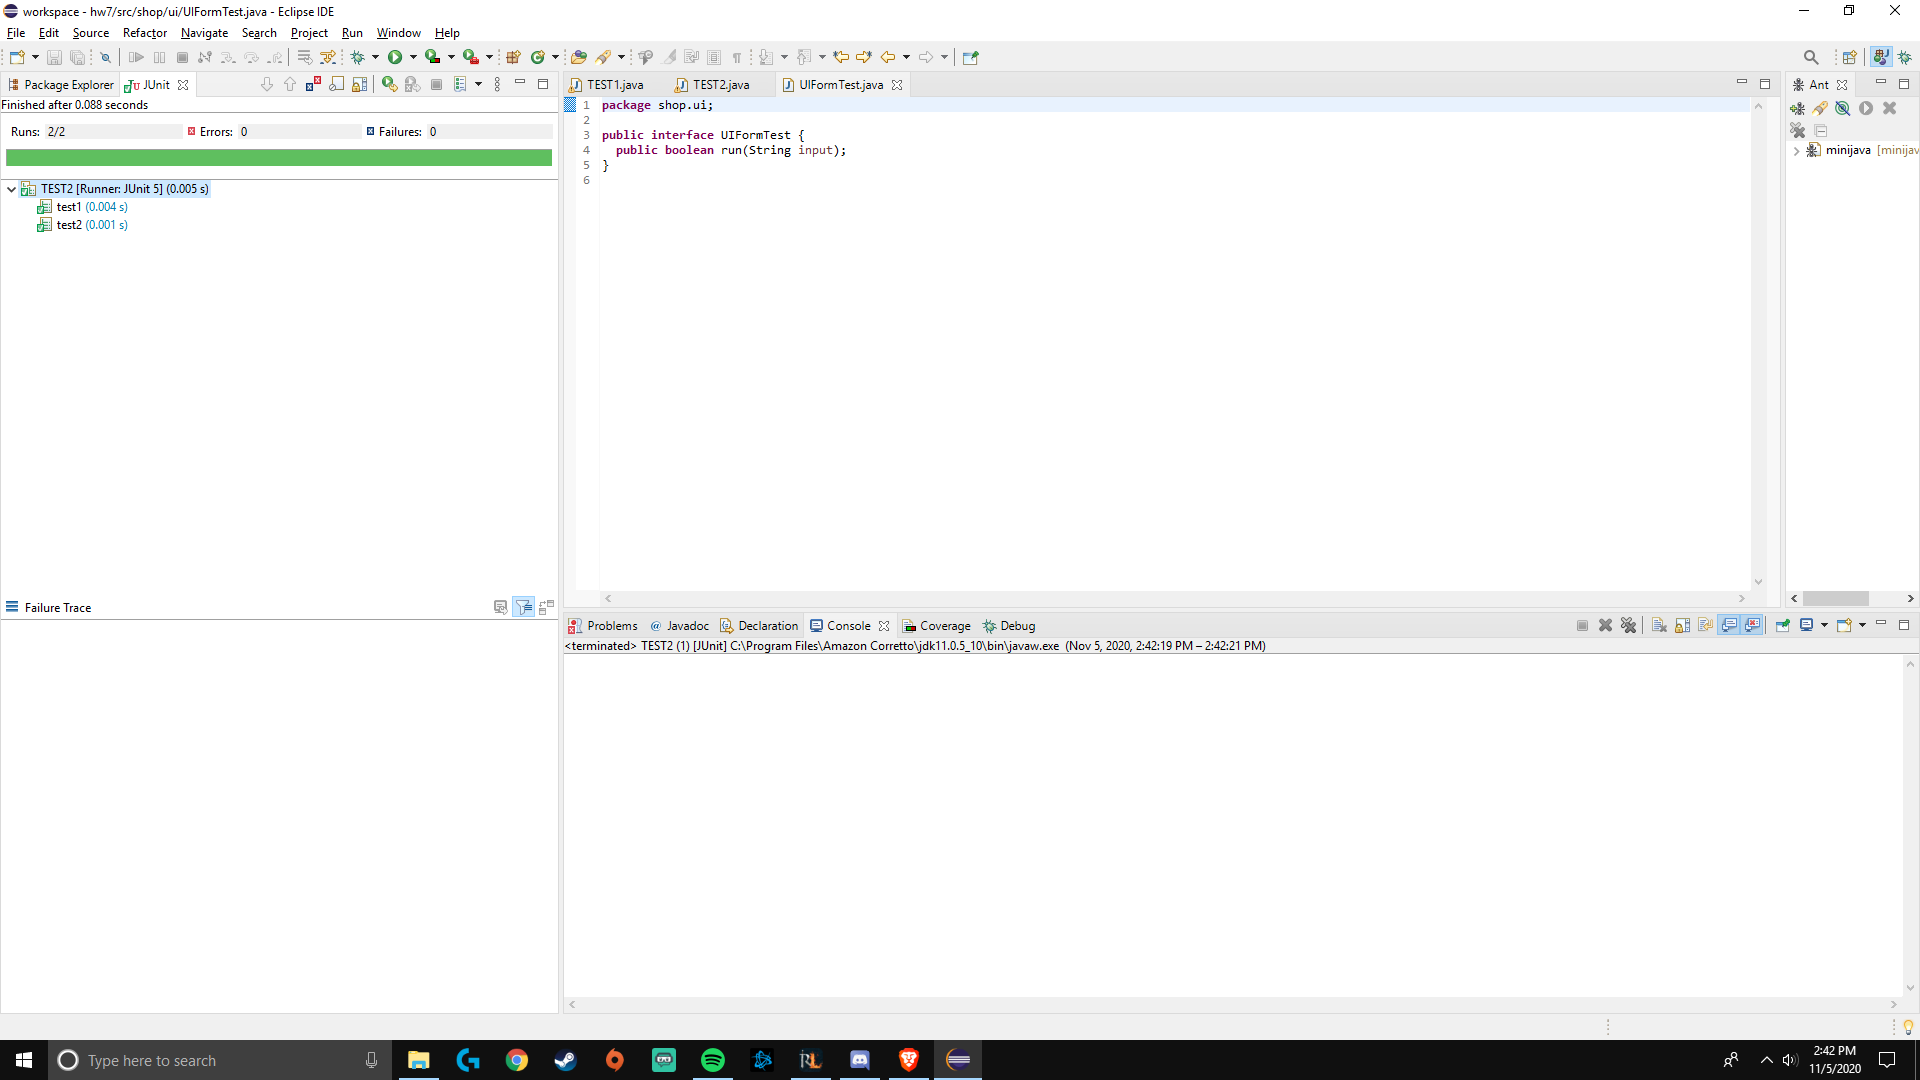 workspace - hw7/src/shop/ui/UIFormTest.java - Eclipse IDE
File Edit Source Refactor Navigate Search Project Run Window Help
Package Explorer JUnit
Finished after 0.088 seconds
Runs: 2/2 Errors: 0 Failures: 0
TEST2 [Runner: JUnit 5] (0.005 s)
test1 (0.004 s)
test2 (0.001 s)
Failure Trace
TEST1.java TEST2.java UIFormTest.java
1 package shop.ui;
2
3 public interface UIFormTest {
4 public boolean run(String input);
5 }
6
Ant
minijava [minijav
Problems @ Javadoc Declaration Console Coverage Debug
<terminated> TEST2 (1) [JUnit] C:\Program Files\Amazon Corretto\jdk11.0.5_10\bin\javaw.exe (Nov 5, 2020, 2:42:19 PM – 2:42:21 PM)
Type here to search
2:42 PM
11/5/2020